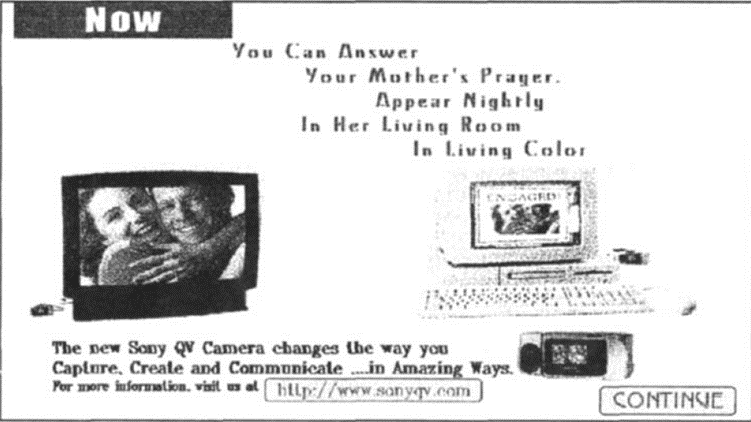 Now
You Can Answer
Your Mother's Prayer.
Appear Nightly
In Her Living Room
In Living Color
ENGAGED
The new Sony QV Camera changes the way you
Capture, Create and Communicate ....in Amazing Ways.
For more information, visit us at http://www.sonyqv.com
CONTINUE